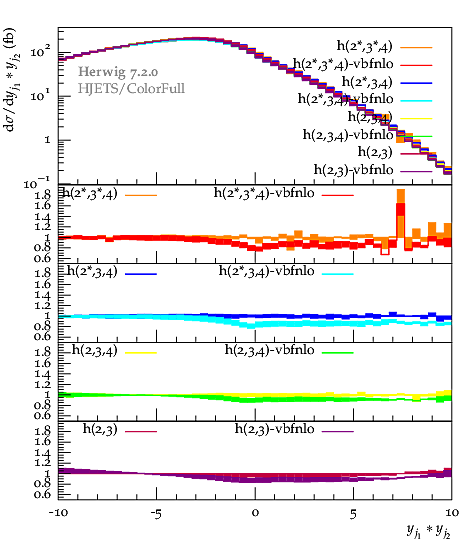 dσ/dy_{j_1} * y_{j_2} (fb)
10^2
10^1
1
10^{-1}
Herwig 7.2.0
HJETS/ColorFull
h(2*,3*,4)
h(2*,3*,4)-vbfnlo
h(2*,3,4)
h(2*,3,4)-vbfnlo
h(2,3,4)
h(2,3,4)-vbfnlo
h(2,3)
h(2,3)-vbfnlo
h(2*,3*,4) h(2*,3*,4)-vbfnlo
1.8
1.6
1.4
1.2
1
0.8
0.6
h(2*,3,4) h(2*,3,4)-vbfnlo
1.8
1.6
1.4
1.2
1
0.8
0.6
h(2,3,4) h(2,3,4)-vbfnlo
1.8
1.6
1.4
1.2
1
0.8
0.6
h(2,3) h(2,3)-vbfnlo
1.8
1.6
1.4
1.2
1
0.8
0.6
-10 -5 0 5 10
y_{j_1} * y_{j_2}